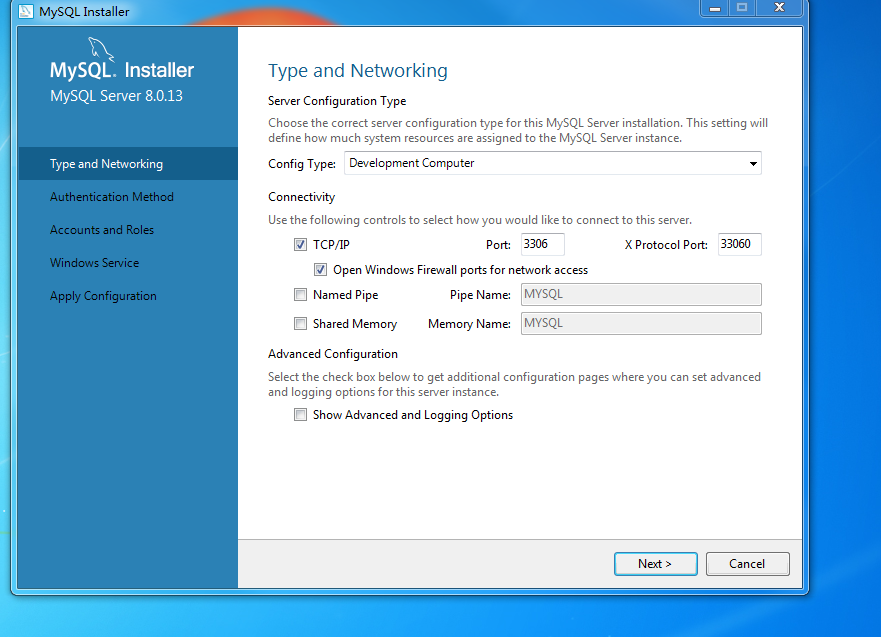 MySQL Installer
MySQL. Installer
MySQL Server 8.0.13
Type and Networking
Authentication Method
Accounts and Roles
Windows Service
Apply Configuration
Type and Networking
Server Configuration Type
Choose the correct server configuration type for this MySQL Server installation. This setting will
define how much system resources are assigned to the MySQL Server instance.
Config Type: Development Computer
Connectivity
Use the following controls to select how you would like to connect to this server.
TCP/IP Port: 3306 X Protocol Port: 33060
Open Windows Firewall ports for network access
Named Pipe Pipe Name: MYSQL
Shared Memory Memory Name: MYSQL
Advanced Configuration
Select the check box below to get additional configuration pages where you can set advanced
and logging options for this server instance.
Show Advanced and Logging Options
Next > Cancel